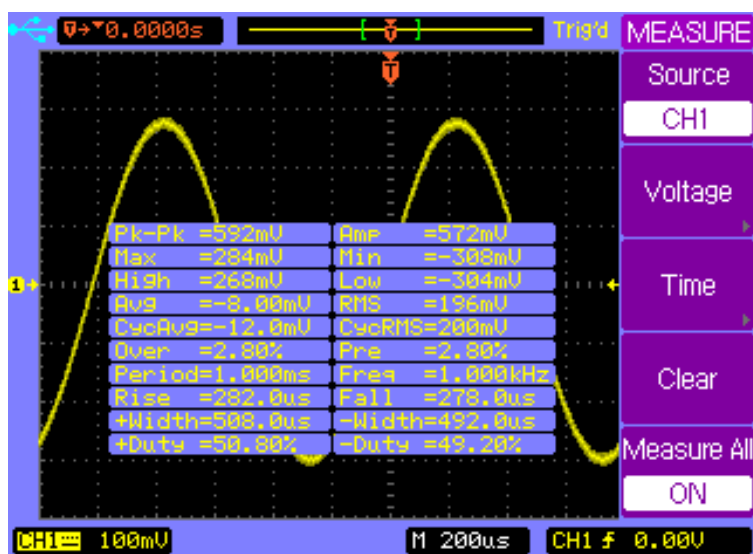 T→▼0.0000s
T
Trig'd
MEASURE
T
Source
CH1
Voltage
Time
Clear
Measure All
ON
1
Pk-Pk =592mV Amp =572mV
Max =284mV Min =-308mV
High =268mV Low =-304mV
Avg =-8.00mV RMS =196mV
CycAvg=-12.0mV CycRMS=200mV
Over =2.80% Pre =2.80%
Period=1.000ms Freq =1.000kHz
Rise =282.0us Fall =278.0us
+Width=508.0us -Width=492.0us
+Duty=50.80% -Duty=49.20%
CH1 100mV M 200us CH1 0.00V